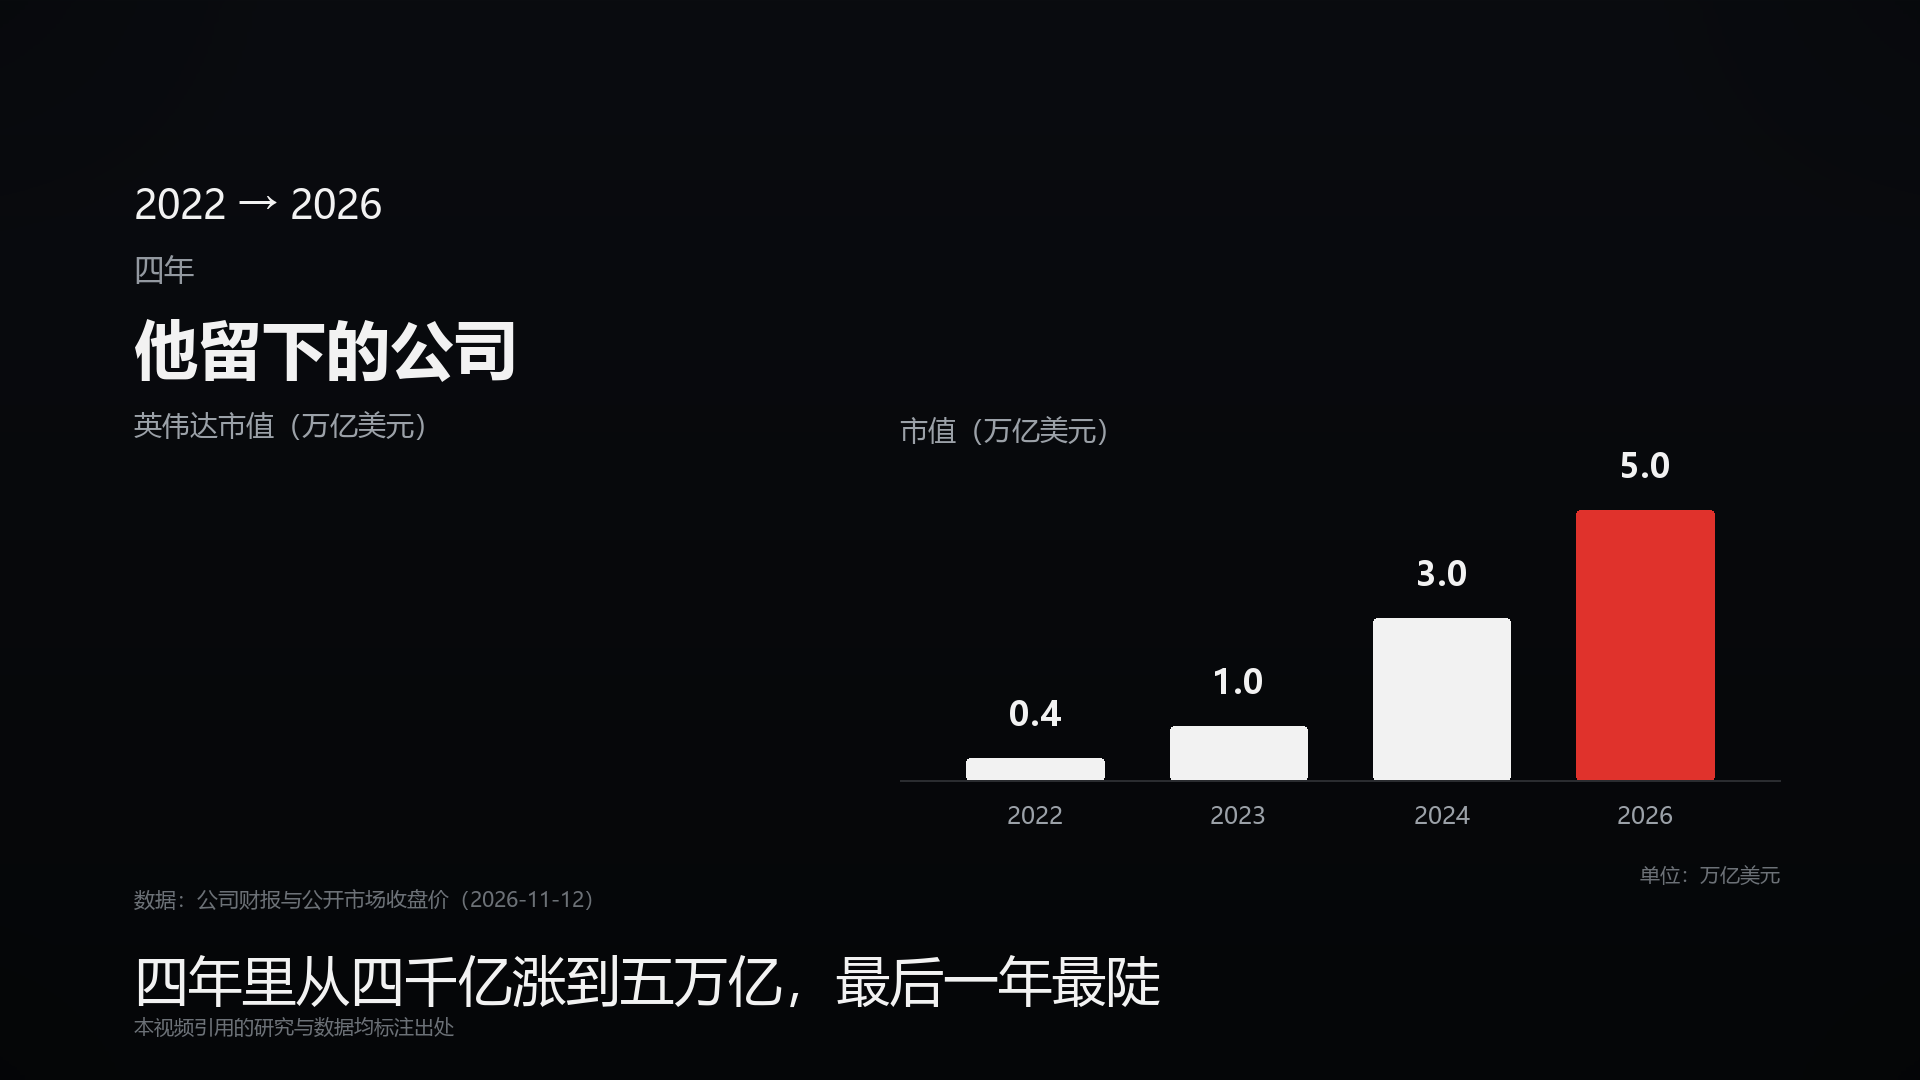 2022 → 2026
四年
他留下的公司
英伟达市值（万亿美元）
市值（万亿美元）
5.0
3.0
1.0
0.4
2022
2023
2024
2026
单位：万亿美元
数据：公司财报与公开市场收盘价（2026-11-12）
四年里从四千亿涨到五万亿，最后一年最陡
本视频引用的研究与数据均标注出处